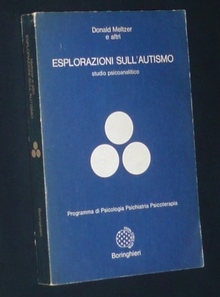 Donald Meltzer
e altri
ESPLORAZIONI SULL'AUTISMO
studio psicoanalitico
Programma di Psicologia Psichiatria Psicoterapia
Boringhieri